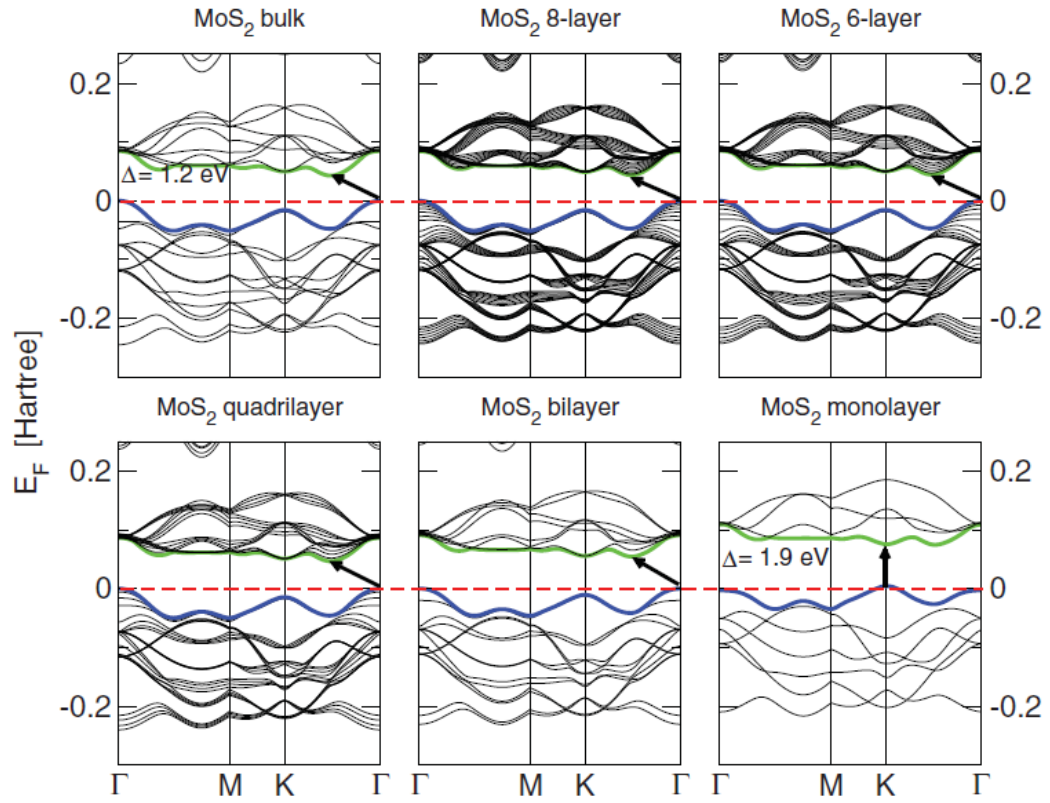 MoS2 bulk
MoS2 8-layer
MoS2 6-layer
0.2
0
-0.2
Δ= 1.2 eV
0.2
0
-0.2
E_F [Hartree]
MoS2 quadrilayer
MoS2 bilayer
MoS2 monolayer
0.2
0
-0.2
Δ= 1.9 eV
0.2
0
-0.2
Γ M K Γ M K Γ M K Γ